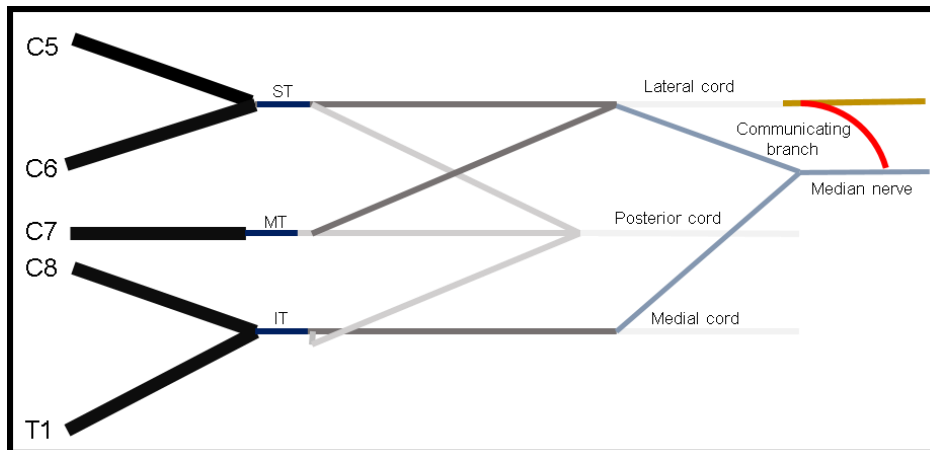 C5
ST
Lateral cord
Communicating
branch
C6
Median nerve
C7
MT
Posterior cord
C8
IT
Medial cord
T1